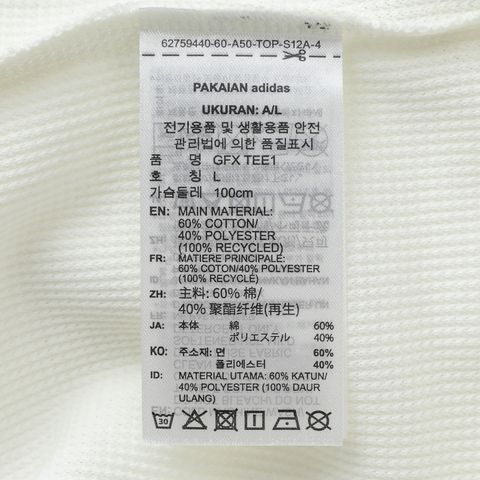 62759440-60-A50-TOP-S12A-4
PAKAIAN adidas
UKURAN: A/L
전기용품 및 생활용품 안전
관리법에 의한 품질표시
품 명 GFX TEE1
호 칭 L
가슴둘레 100cm
EN: MAIN MATERIAL:
60% COTTON/
40% POLYESTER
(100% RECYCLED)
FR: MATIERE PRINCIPALE:
60% COTON/40% POLYESTER
(100% RECYCLÉ)
ZH: 主料: 60% 棉/
40% 聚酯纤维(再生)
JA: 本体 綿 60%
ポリエステル 40%
KO: 주소재: 면 60%
폴리에스터 40%
ID: MATERIAL UTAMA: 60% KATUN/
40% POLYESTER (100% DAUR
ULANG)
30